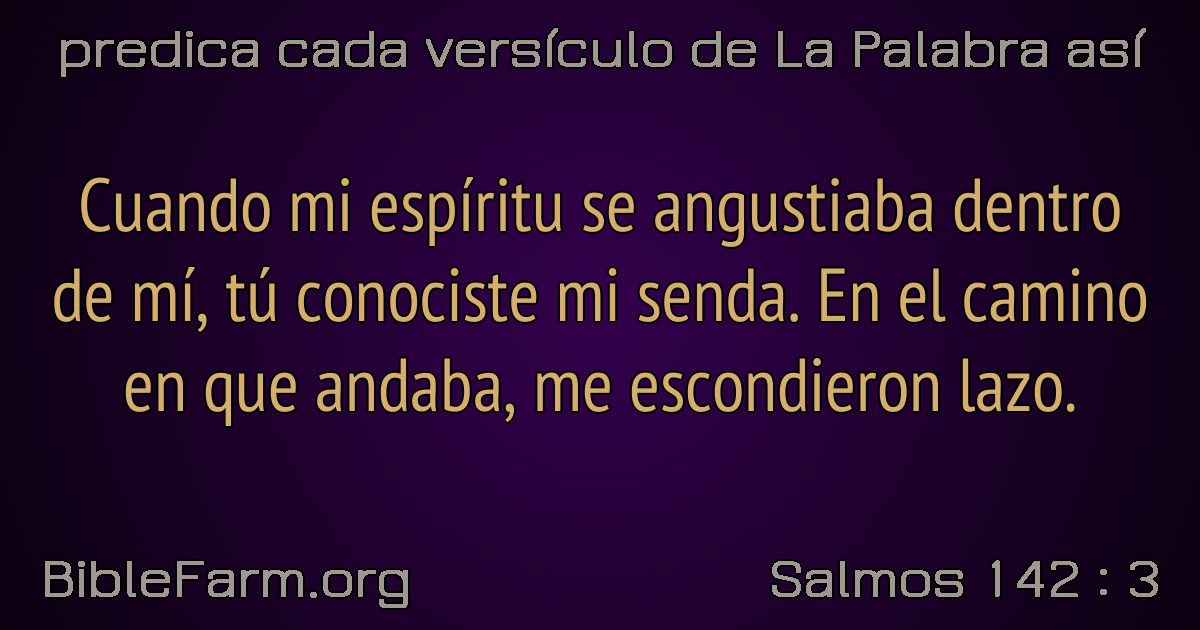 predica cada versículo de La Palabra así
Cuando mi espíritu se angustiaba dentro
de mí, tú conociste mi senda. En el camino
en que andaba, me escondieron lazo.
BibleFarm.org
Salmos 142 : 3